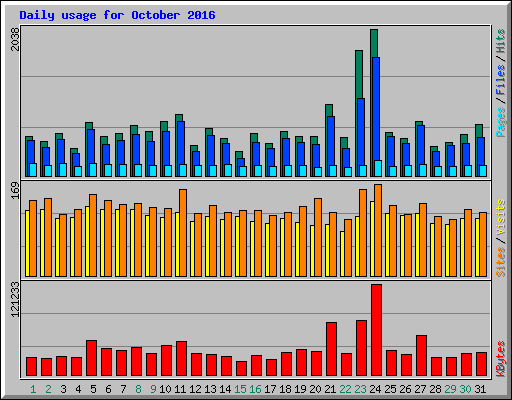 Daily usage for October 2016
2038
Pages / Files / Hits
169
Sites / Visits
121233
KBytes
1 2 3 4 5 6 7 8 9 10 11 12 13 14 15 16 17 18 19 20 21 22 23 24 25 26 27 28 29 30 31